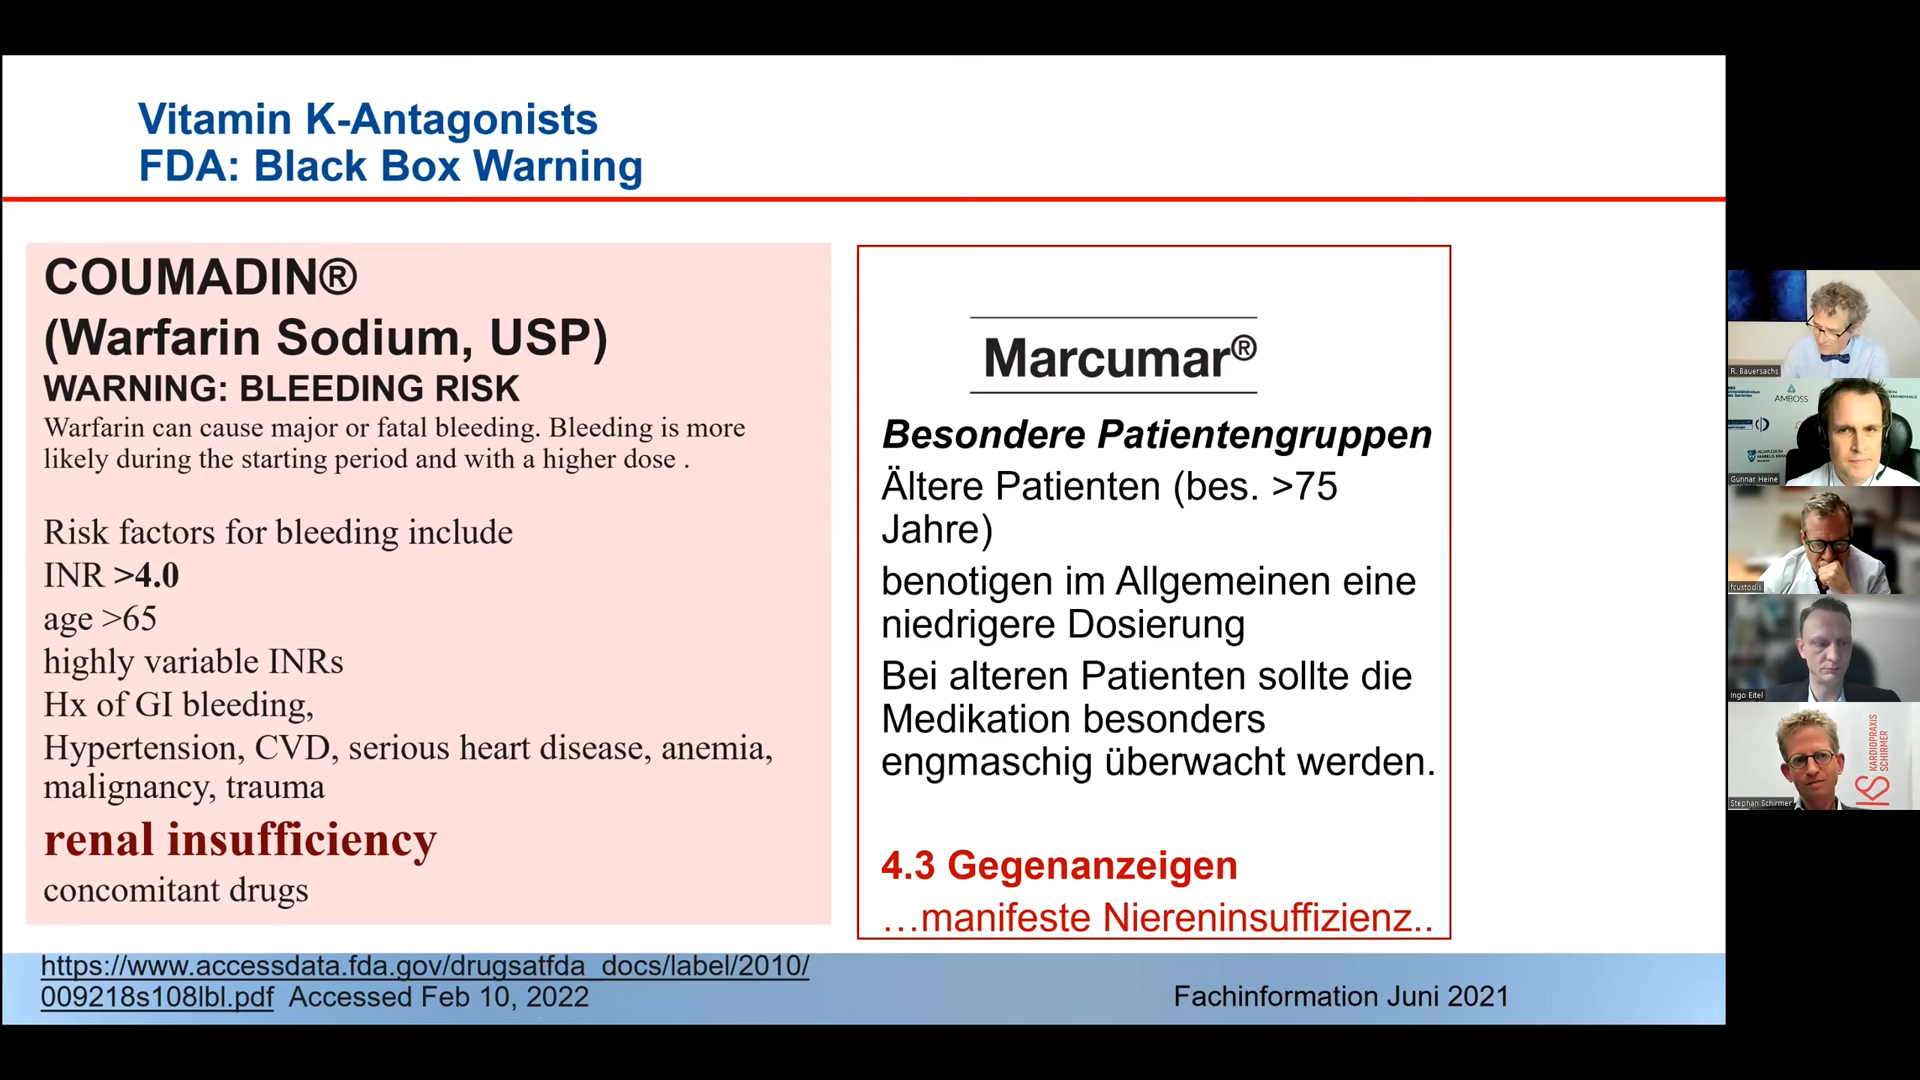 Vitamin K-Antagonists
FDA: Black Box Warning
COUMADIN®
(Warfarin Sodium, USP)
WARNING: BLEEDING RISK
Warfarin can cause major or fatal bleeding. Bleeding is more
likely during the starting period and with a higher dose .
Risk factors for bleeding include
INR >4.0
age >65
highly variable INRs
Hx of GI bleeding,
Hypertension, CVD, serious heart disease, anemia,
malignancy, trauma
renal insufficiency
concomitant drugs
https://www.accessdata.fda.gov/drugsatfda_docs/label/2010/
009218s108lbl.pdf Accessed Feb 10, 2022
Marcumar®
Besondere Patientengruppen
Ältere Patienten (bes. >75
Jahre)
benotigen im Allgemeinen eine
niedrigere Dosierung
Bei alteren Patienten sollte die
Medikation besonders
engmaschig überwacht werden.
4.3 Gegenanzeigen
…manifeste Niereninsuffizienz..
Fachinformation Juni 2021
R. Bauersachs
AMBOSS
Gunnar Heine
fcustodis
Ingo Eitel
KARDIOPRAXIS
SCHIRMER
KS
Stephan Schirmer